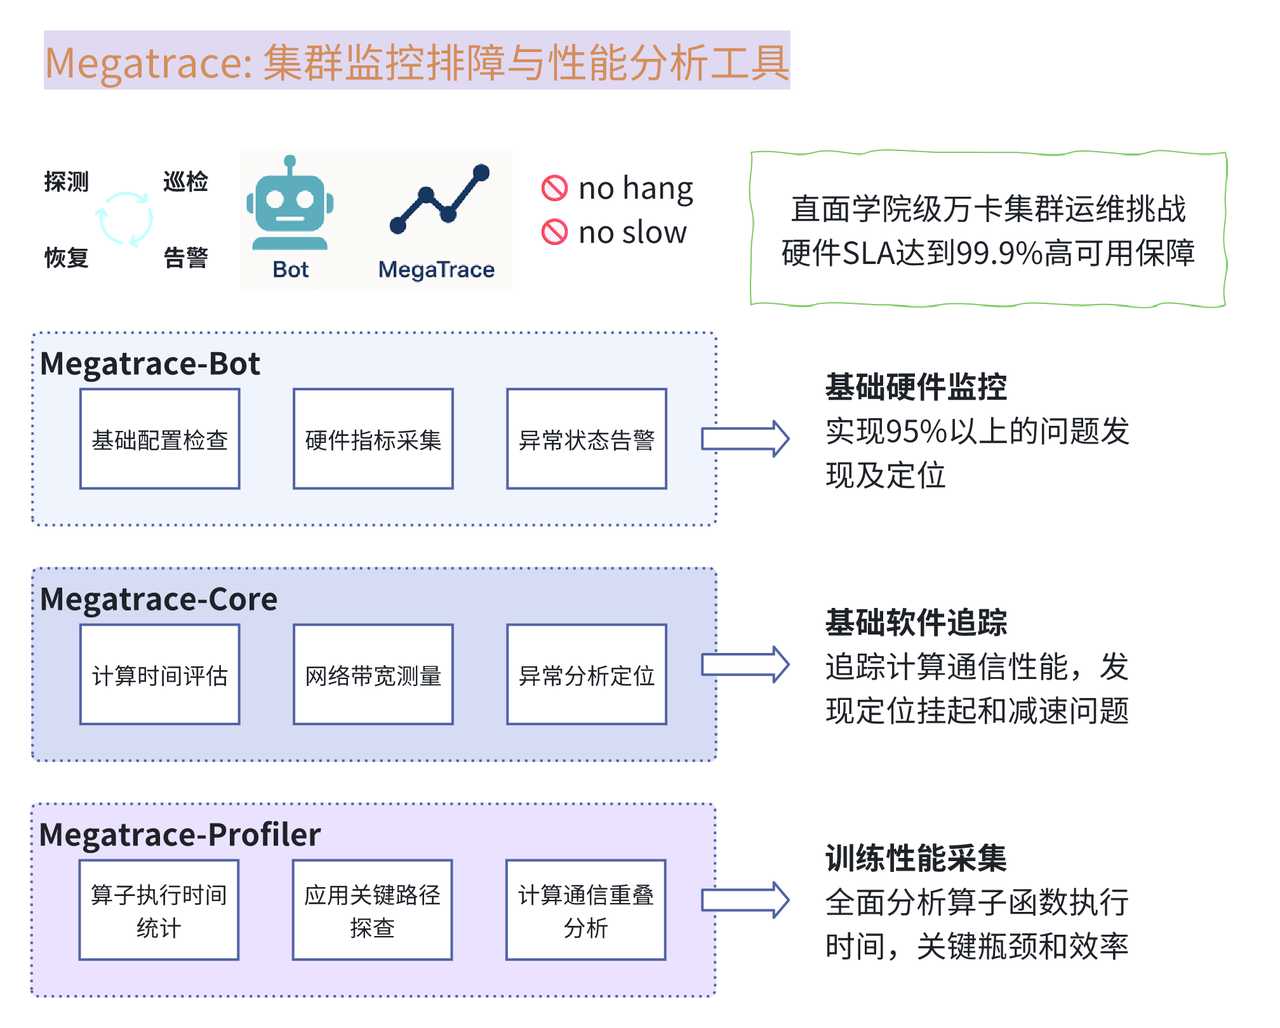 Megatrace: 集群监控排障与性能分析工具
探测
巡检
恢复
告警
Bot
MegaTrace
no hang
no slow
直面学院级万卡集群运维挑战
硬件SLA达到99.9%高可用保障
Megatrace-Bot
基础配置检查
硬件指标采集
异常状态告警
基础硬件监控
实现95%以上的问题发
现及定位
Megatrace-Core
计算时间评估
网络带宽测量
异常分析定位
基础软件追踪
追踪计算通信性能，发
现定位挂起和减速问题
Megatrace-Profiler
算子执行时间
统计
应用关键路径
探查
计算通信重叠
分析
训练性能采集
全面分析算子函数执行
时间，关键瓶颈和效率